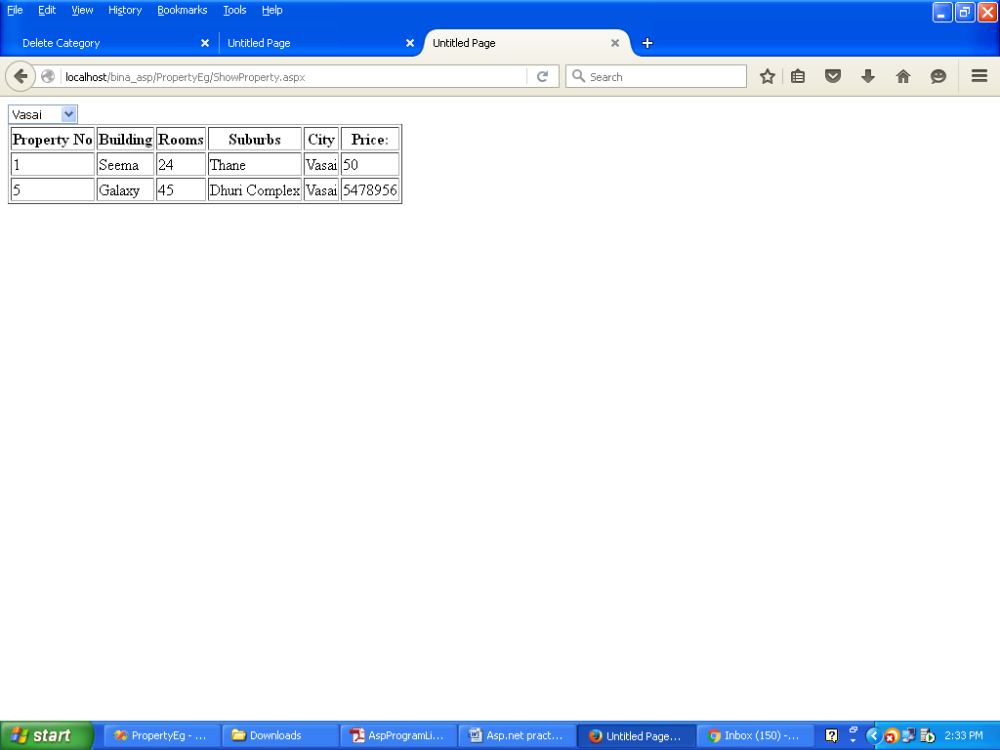 File Edit View History Bookmarks Tools Help
Delete Category Untitled Page Untitled Page
localhost/bina_asp/PropertyEg/ShowProperty.aspx Search
Vasai
Property No Building Rooms Suburbs City Price:
1 Seema 24 Thane Vasai 50
5 Galaxy 45 Dhuri Complex Vasai 5478956
start PropertyEg - ... Downloads AspProgramLi... Asp.net pract... Untitled Page... Inbox (150) -... 2:33 PM